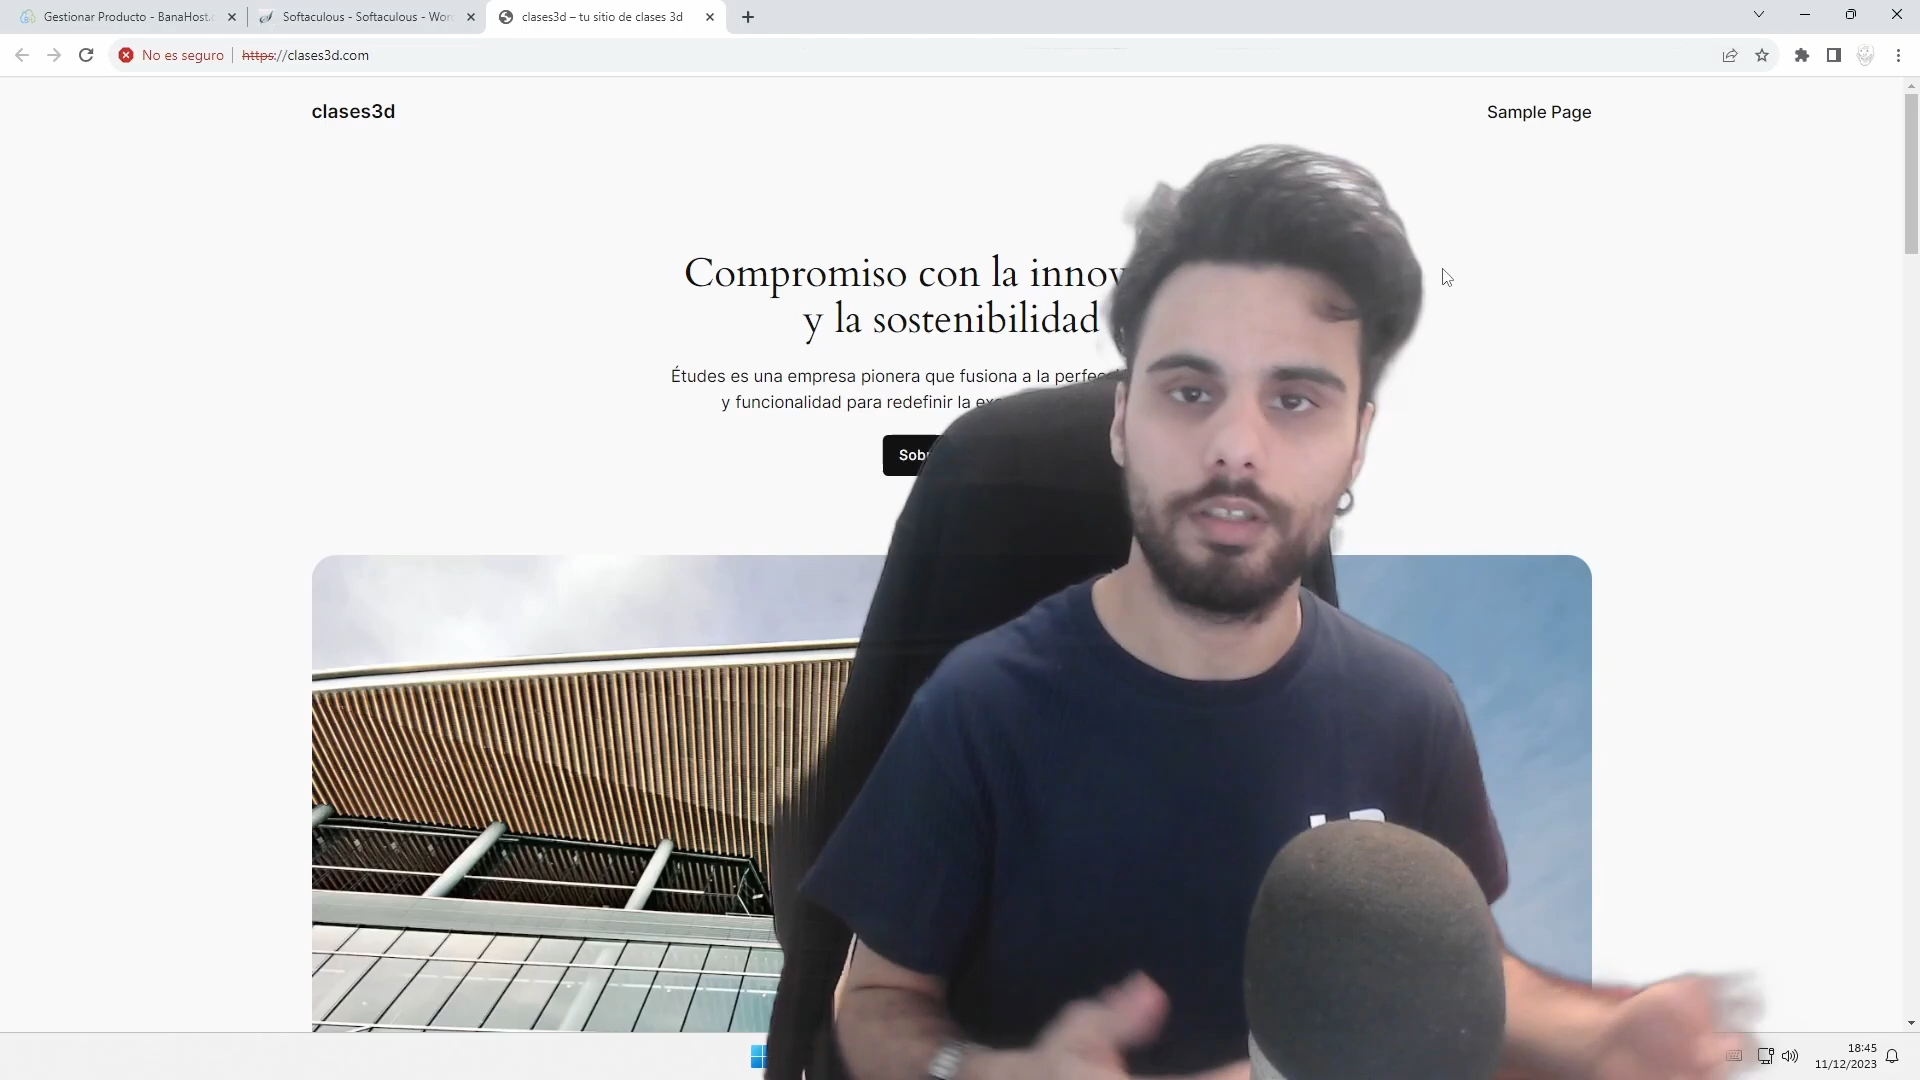 Gestionar Producto - BanaHost.
Softaculous - Softaculous - Wor
clases3d – tu sitio de clases 3d
No es seguro
https://clases3d.com
clases3d
Sample Page
Compromiso con la innov
y la sostenibilidad
Études es una empresa pionera que fusiona a la perfec
y funcionalidad para redefinir la
Sob
18:45
11/12/2023